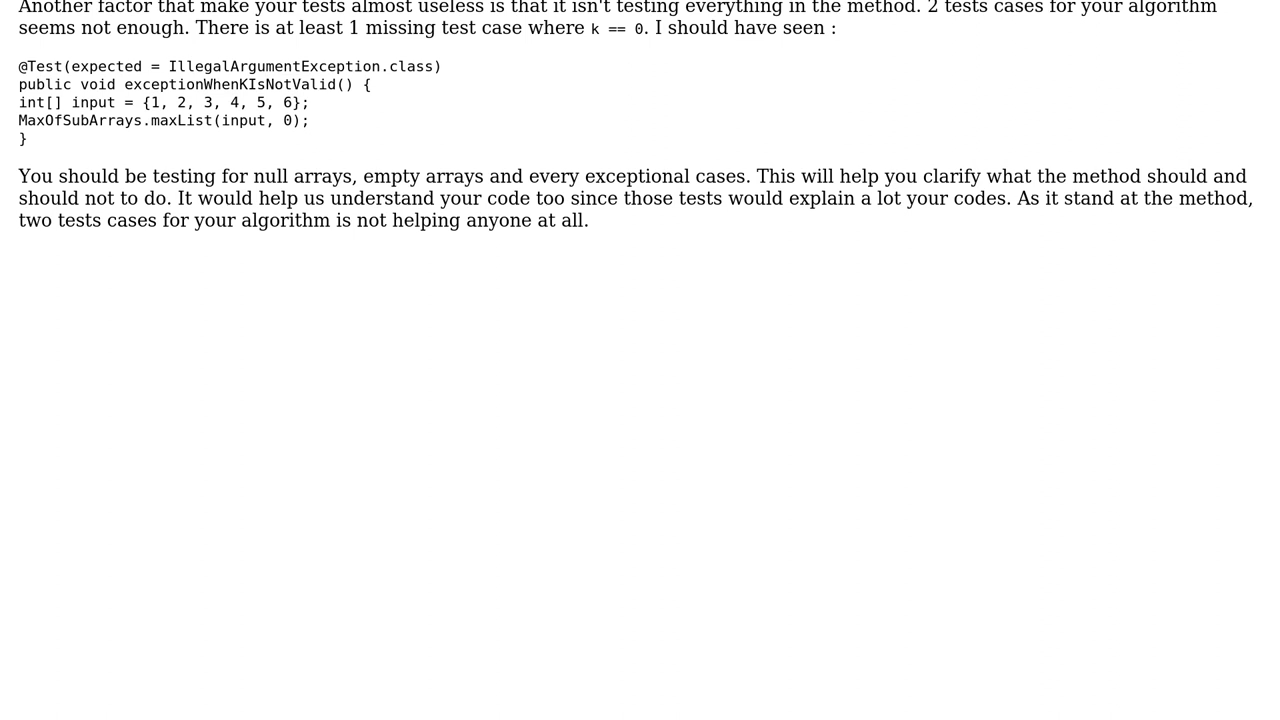 Another factor that make your tests almost useless is that it isn't testing everything in the method. 2 tests cases for your algorithm
seems not enough. There is at least 1 missing test case where k == 0. I should have seen :
@Test(expected = IllegalArgumentException.class)
public void exceptionWhenKIsNotValid() {
int[] input = {1, 2, 3, 4, 5, 6};
MaxOfSubArrays.maxList(input, 0);
}
You should be testing for null arrays, empty arrays and every exceptional cases. This will help you clarify what the method should and
should not to do. It would help us understand your code too since those tests would explain a lot your codes. As it stand at the method,
two tests cases for your algorithm is not helping anyone at all.